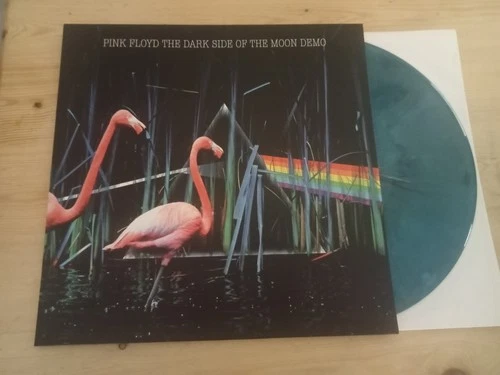 PINK FLOYD THE DARK SIDE OF THE MOON DEMO